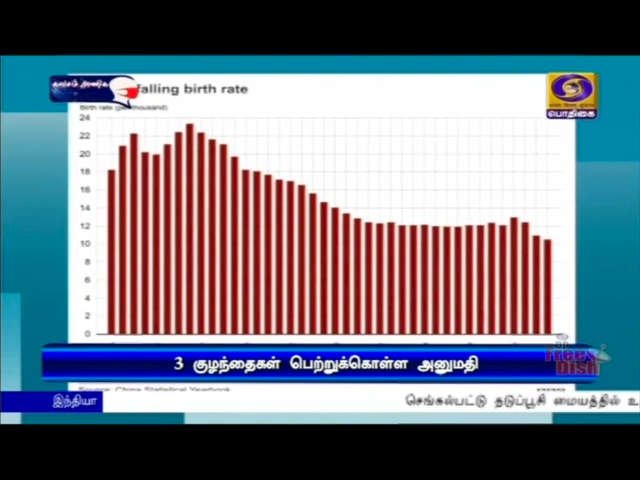 falling birth rate
Birth rate (per thousand)
24
22
20
18
16
14
12
10
8
6
4
2
0
பொதிகை
3 குழந்தைகள் பெற்றுக்கொள்ள அனுமதி
Free
Dish
Source: China Statistical Yearbook
இந்தியா
செங்கல்பட்டு தடுப்பூசி மையத்தில் உ